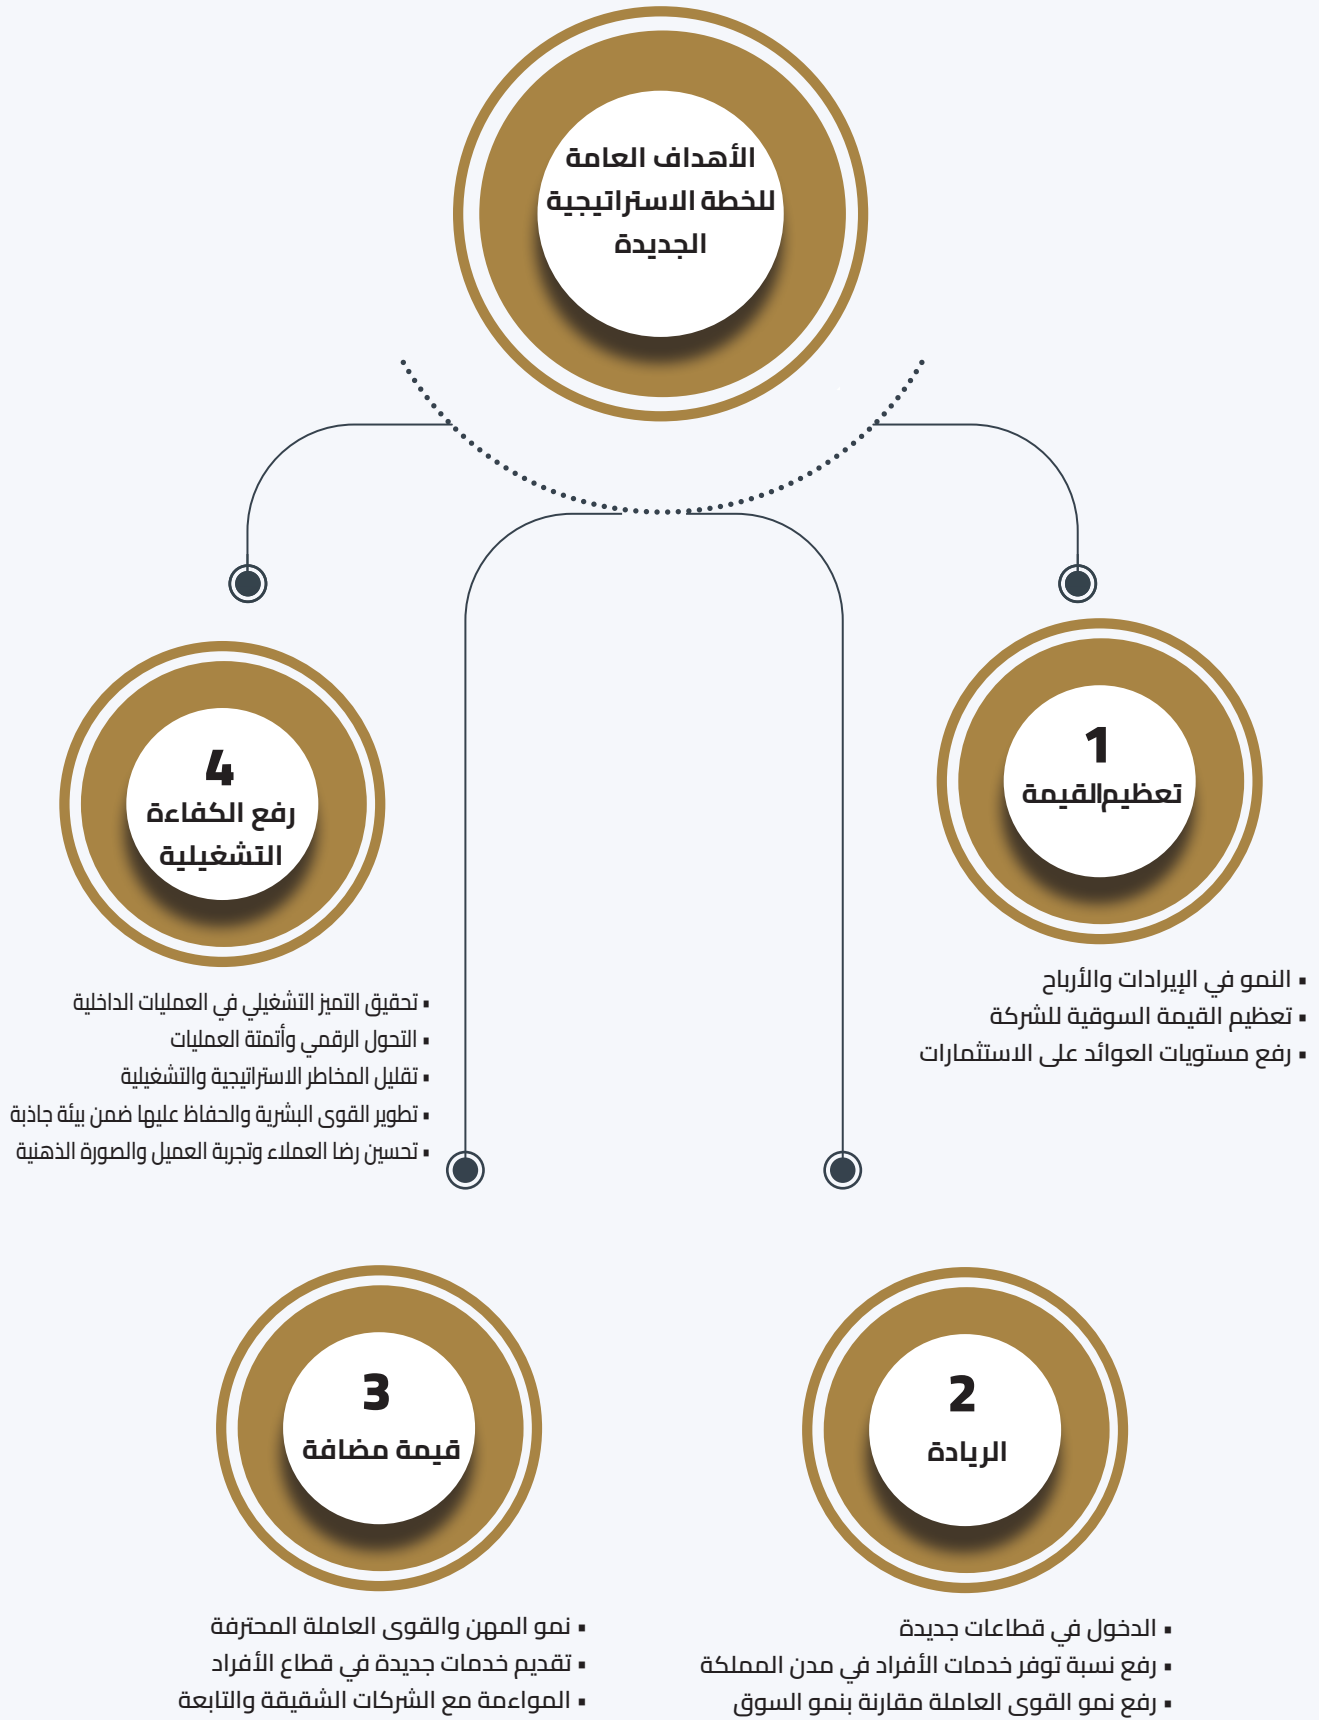 الأهداف العامة
للخطة الاستراتيجية
الجديدة
1
تعظيم القيمة
▪ النمو في الإيرادات والأرباح
▪ تعظيم القيمة السوقية للشركة
▪ رفع مستويات العوائد على الاستثمارات
2
الريادة
▪ الدخول في قطاعات جديدة
▪ رفع نسبة توفر خدمات الأفراد في مدن المملكة
▪ رفع نمو القوى العاملة مقارنة بنمو السوق
3
قيمة مضافة
▪ نمو المهن والقوى العاملة المحترفة
▪ تقديم خدمات جديدة في قطاع الأفراد
▪ المواءمة مع الشركات الشقيقة والتابعة
4
رفع الكفاءة
التشغيلية
▪ تحقيق التميز التشغيلي في العمليات الداخلية
▪ التحول الرقمي وأتمتة العمليات
▪ تقليل المخاطر الاستراتيجية والتشغيلية
▪ تطوير القوى البشرية والحفاظ عليها ضمن بيئة جاذبة
▪ تحسين رضا العملاء وتجربة العميل والصورة الذهنية